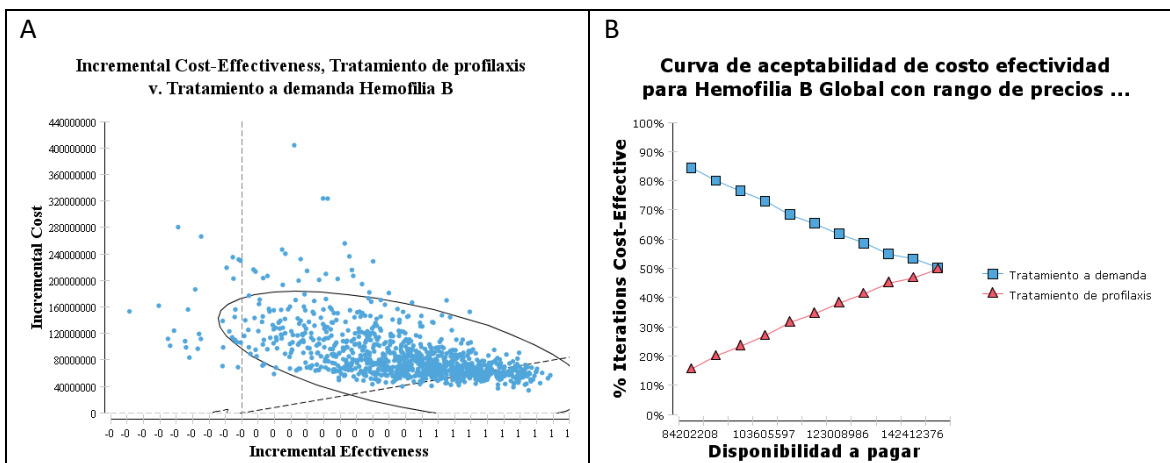 A
Incremental Cost-Effectiveness, Tratamiento de profilaxis
v. Tratamiento a demanda Hemofilia B
Incremental Cost
440000000
400000000
360000000
320000000
280000000
240000000
200000000
160000000
120000000
80000000
40000000
0
-0 -0 -0 -0 -0 -0 -0 -0 0 0 0 0 0 0 0 0 0 0 0 1 1 1 1 1 1 1 1 1
Incremental Efectiveness
B
Curva de aceptabilidad de costo efectividad
para Hemofilia B Global con rango de precios ...
% Iterations Cost-Effective
100%
90%
80%
70%
60%
50%
40%
30%
20%
10%
0%
84202208 103605597 123008986 142412376
Disponibilidad a pagar
Tratamiento a demanda
Tratamiento de profilaxis